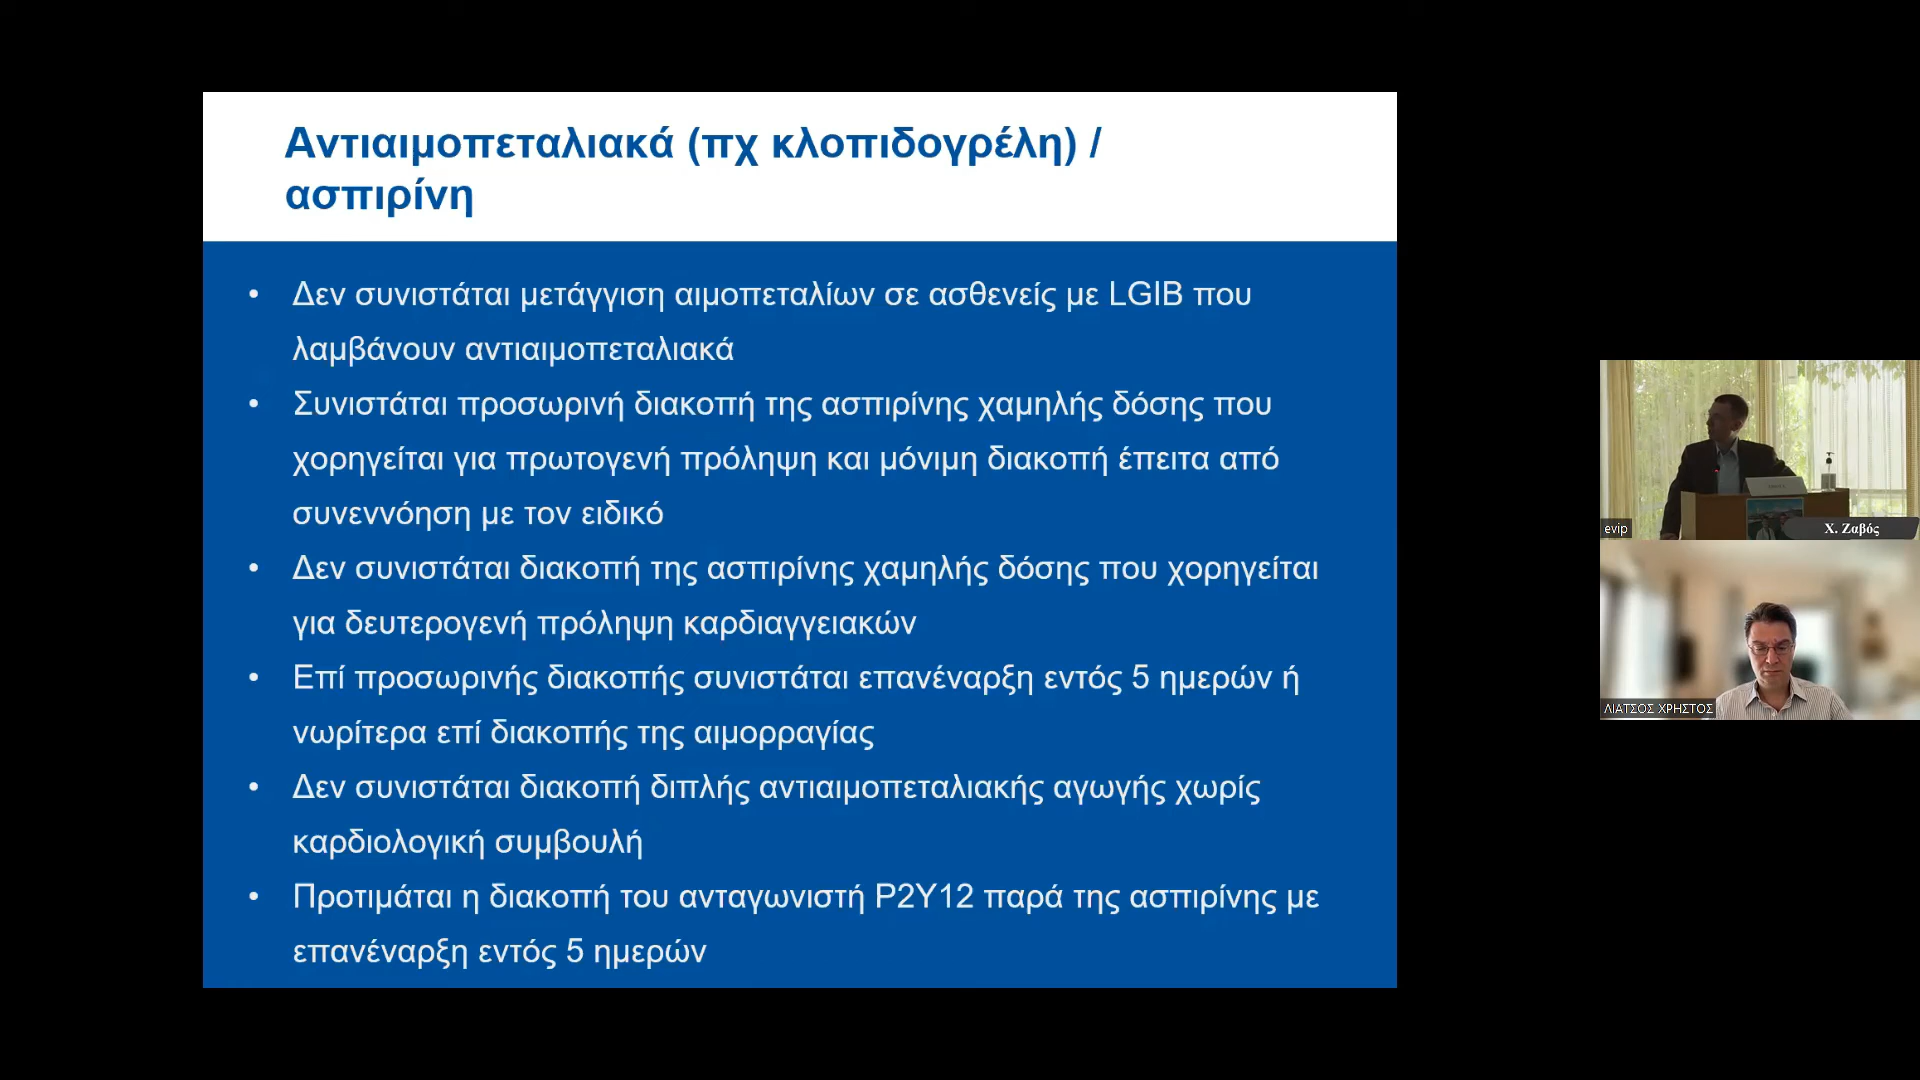 Αντιαιμοπεταλιακά (πχ κλοπιδογρέλη) /
ασπιρίνη
• Δεν συνιστάται μετάγγιση αιμοπεταλίων σε ασθενείς με LGIB που
λαμβάνουν αντιαιμοπεταλιακά
• Συνιστάται προσωρινή διακοπή της ασπιρίνης χαμηλής δόσης που
χορηγείται για πρωτογενή πρόληψη και μόνιμη διακοπή έπειτα από
συνεννόηση με τον ειδικό
• Δεν συνιστάται διακοπή της ασπιρίνης χαμηλής δόσης που χορηγείται
για δευτερογενή πρόληψη καρδιαγγειακών
• Επί προσωρινής διακοπής συνιστάται επανέναρξη εντός 5 ημερών ή
νωρίτερα επί διακοπής της αιμορραγίας
• Δεν συνιστάται διακοπή διπλής αντιαιμοπεταλιακής αγωγής χωρίς
καρδιολογική συμβουλή
• Προτιμάται η διακοπή του ανταγωνιστή P2Y12 παρά της ασπιρίνης με
επανέναρξη εντός 5 ημερών
evip
Χ. Ζαβός
ΛΙΑΤΣΟΣ ΧΡΗΣΤΟΣ